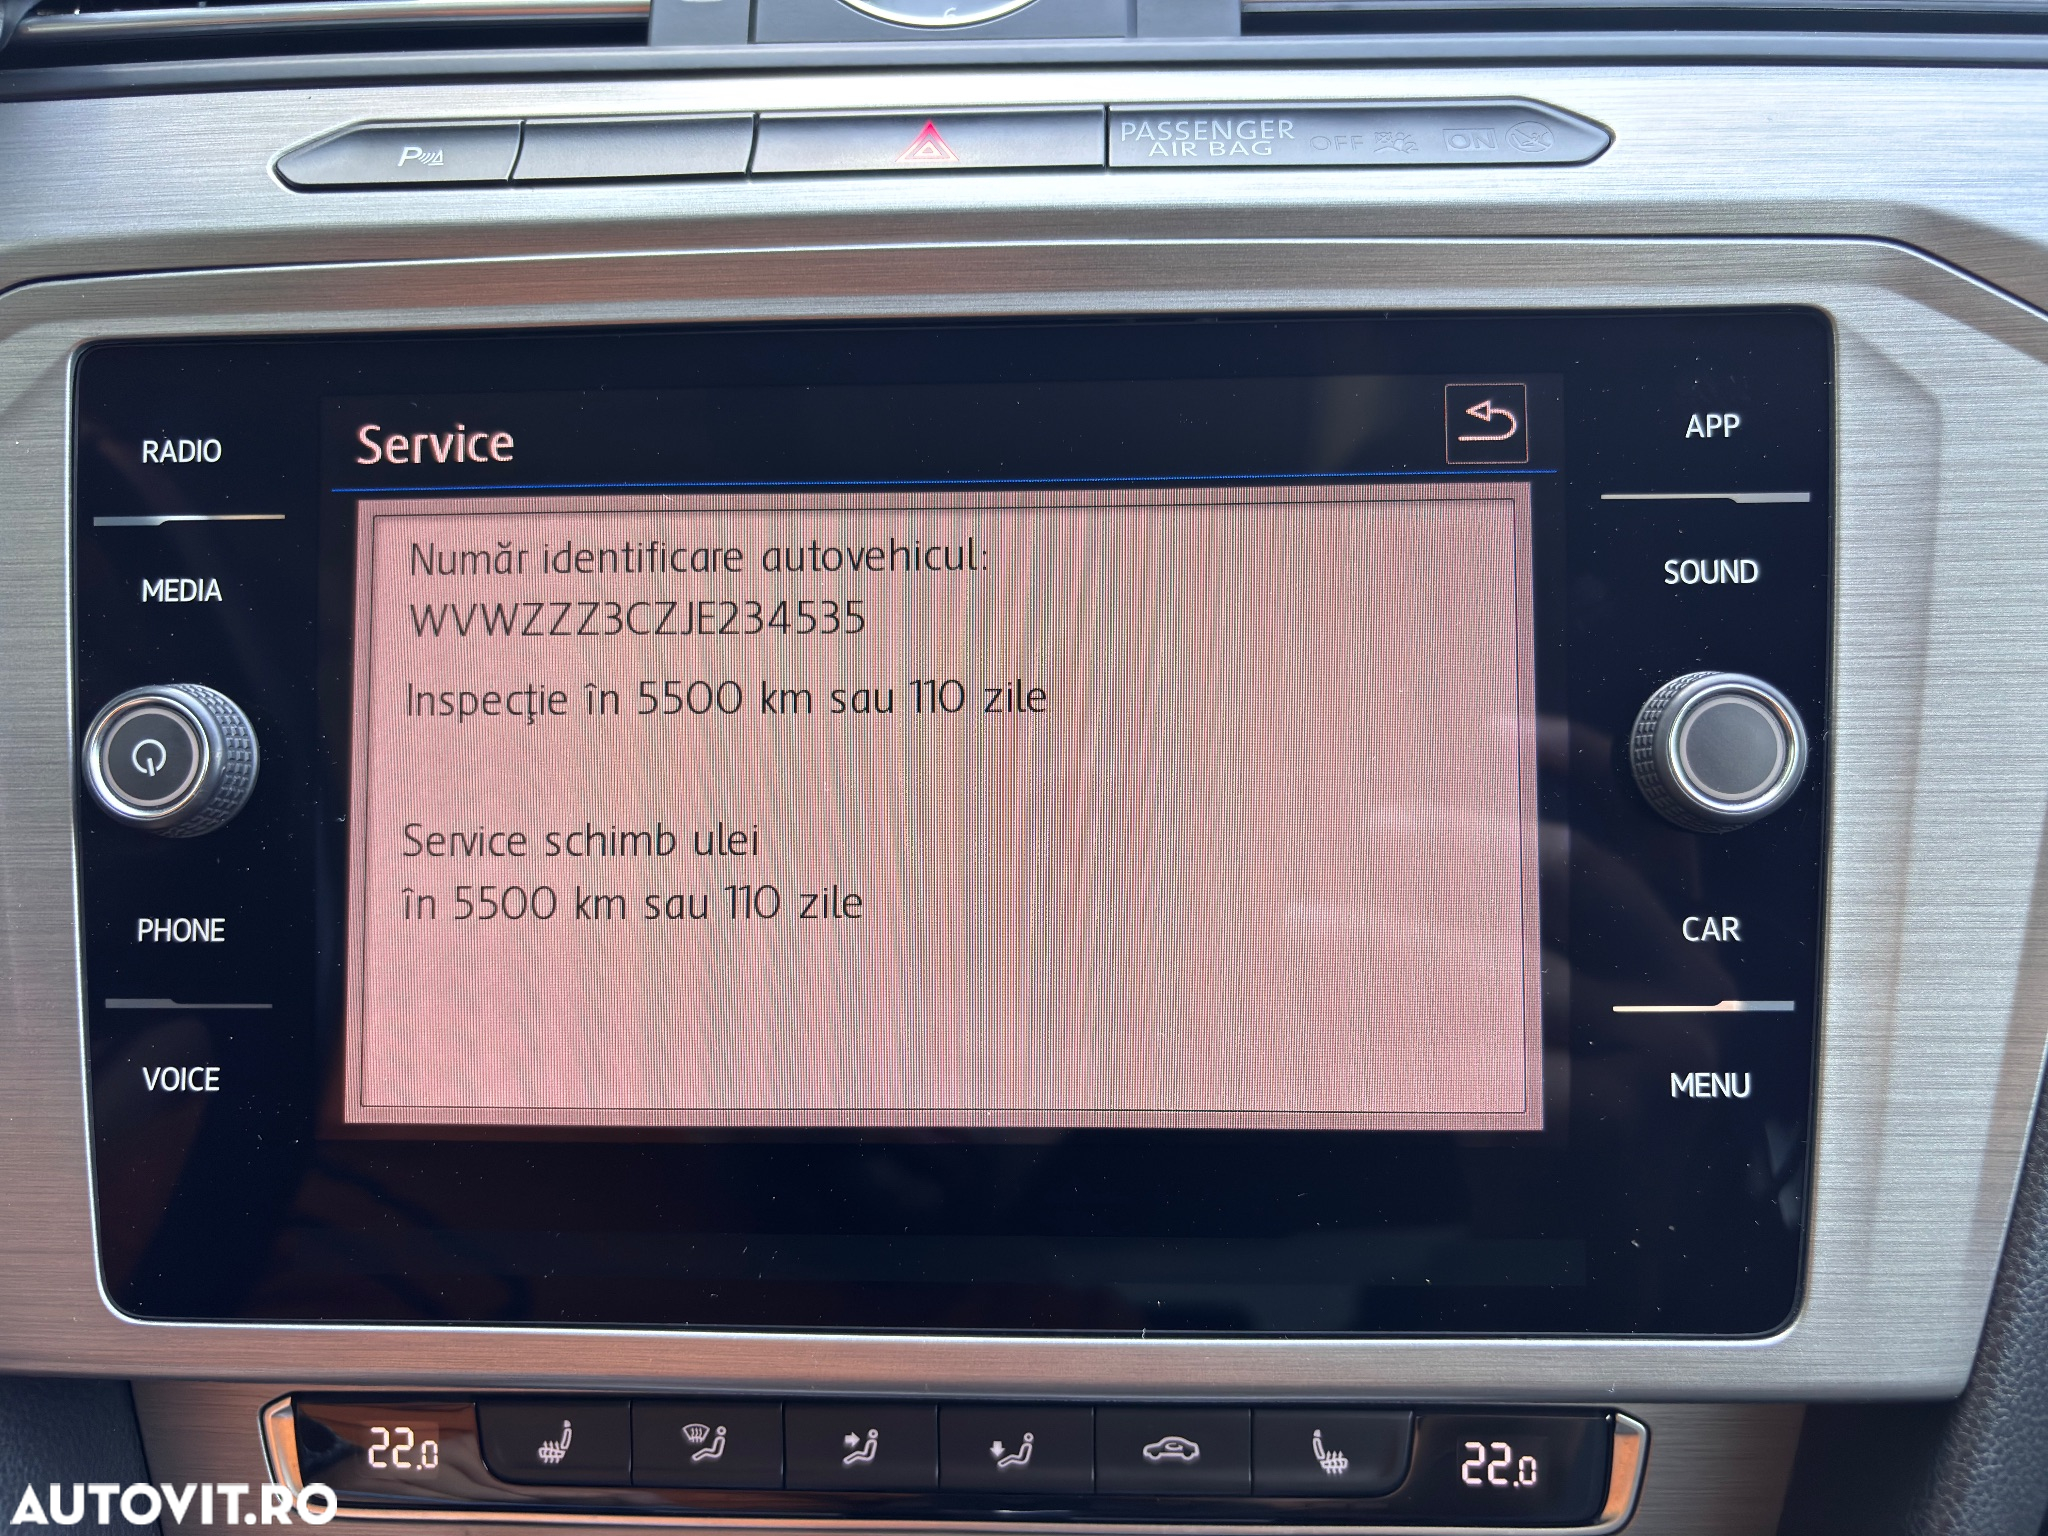 PASSENGER
AIR BAG OFF ON
RADIO
MEDIA
PHONE
VOICE
Service
Număr identificare autovehicul:
WVWZZZ3CZJE234535
Inspecţie în 5500 km sau 110 zile
Service schimb ulei
în 5500 km sau 110 zile
APP
SOUND
CAR
MENU
22.0
22.0
AUTOVIT.RO